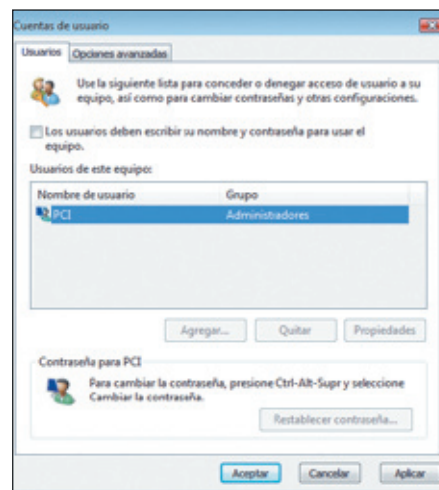 Cuentas de usuario
Usuarios
Opciones avanzadas
Use la siguiente lista para conceder o denegar acceso de usuario a su
equipo, así como para cambiar contraseñas y otras configuraciones.
Los usuarios deben escribir su nombre y contraseña para usar el
equipo.
Usuarios de este equipo:
Nombre de usuario Grupo
PCI Administradores
Agregar... Quitar Propiedades
Contraseña para PCI
Para cambiar la contraseña, presione Ctrl-Alt-Supr y seleccione
Cambiar la contraseña.
Restablecer contraseña...
Aceptar Cancelar Aplicar